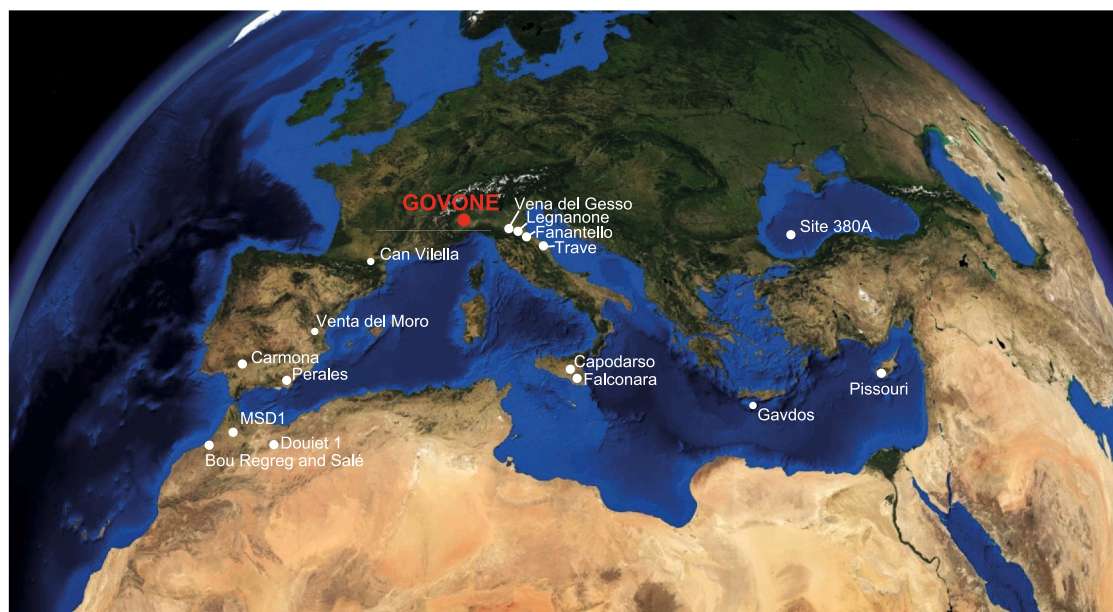 GOVONE
Vena del Gesso
Legnanone
Fanantello
Trave
Site 380A
Can Vilella
Venta del Moro
Carmona
Perales
Capodarso
Falconara
Pissouri
Gavdos
MSD1
Douiet 1
Bou Regreg and Salé